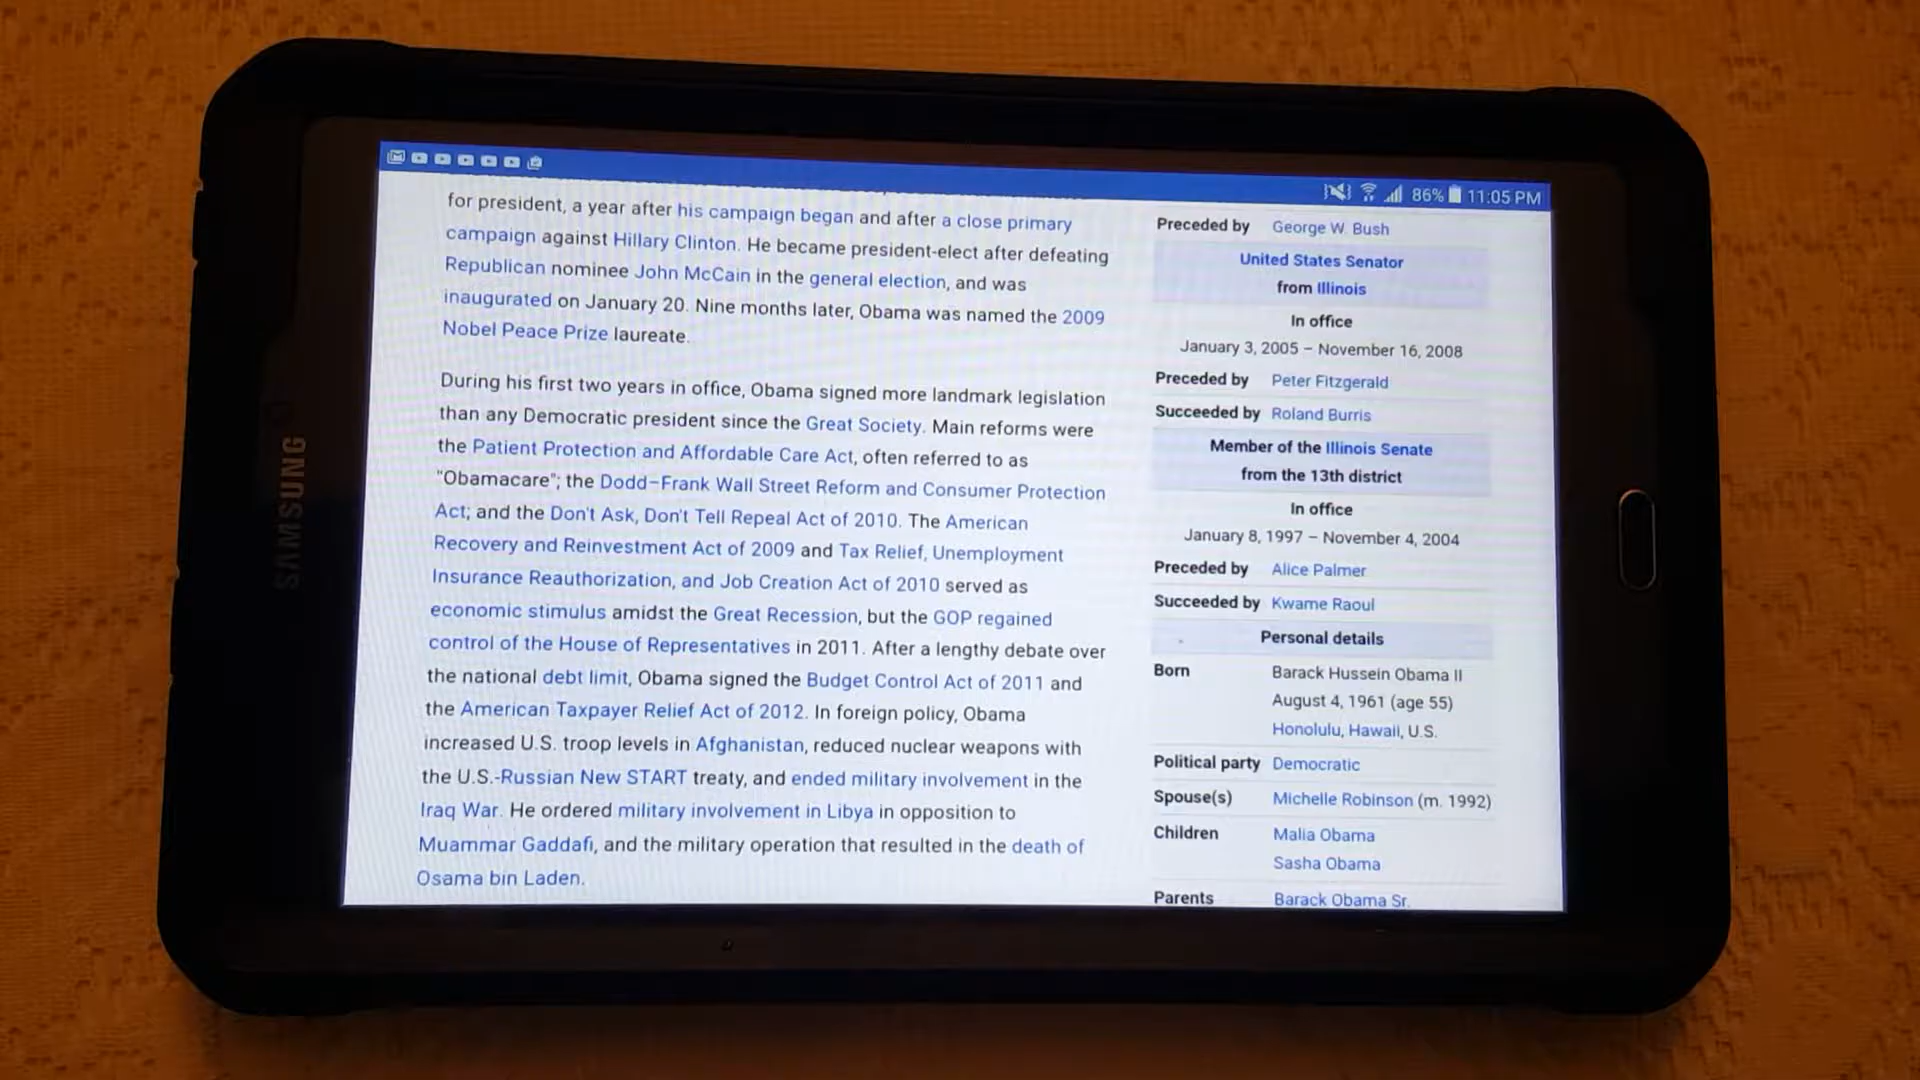 86% 11:05 PM
for president, a year after his campaign began and after a close primary
campaign against Hillary Clinton. He became president-elect after defeating
Republican nominee John McCain in the general election, and was
inaugurated on January 20. Nine months later, Obama was named the 2009
Nobel Peace Prize laureate.
During his first two years in office, Obama signed more landmark legislation
than any Democratic president since the Great Society. Main reforms were
the Patient Protection and Affordable Care Act, often referred to as
"Obamacare"; the Dodd–Frank Wall Street Reform and Consumer Protection
Act; and the Don't Ask, Don't Tell Repeal Act of 2010. The American
Recovery and Reinvestment Act of 2009 and Tax Relief, Unemployment
Insurance Reauthorization, and Job Creation Act of 2010 served as
economic stimulus amidst the Great Recession, but the GOP regained
control of the House of Representatives in 2011. After a lengthy debate over
the national debt limit, Obama signed the Budget Control Act of 2011 and
the American Taxpayer Relief Act of 2012. In foreign policy, Obama
increased U.S. troop levels in Afghanistan, reduced nuclear weapons with
the U.S.-Russian New START treaty, and ended military involvement in the
Iraq War. He ordered military involvement in Libya in opposition to
Muammar Gaddafi, and the military operation that resulted in the death of
Osama bin Laden.
Preceded by George W. Bush
United States Senator
from Illinois
In office
January 3, 2005 – November 16, 2008
Preceded by Peter Fitzgerald
Succeeded by Roland Burris
Member of the Illinois Senate
from the 13th district
In office
January 8, 1997 – November 4, 2004
Preceded by Alice Palmer
Succeeded by Kwame Raoul
Personal details
Born Barack Hussein Obama II
August 4, 1961 (age 55)
Honolulu, Hawaii, U.S.
Political party Democratic
Spouse(s) Michelle Robinson (m. 1992)
Children Malia Obama
Sasha Obama
Parents Barack Obama Sr.
SAMSUNG